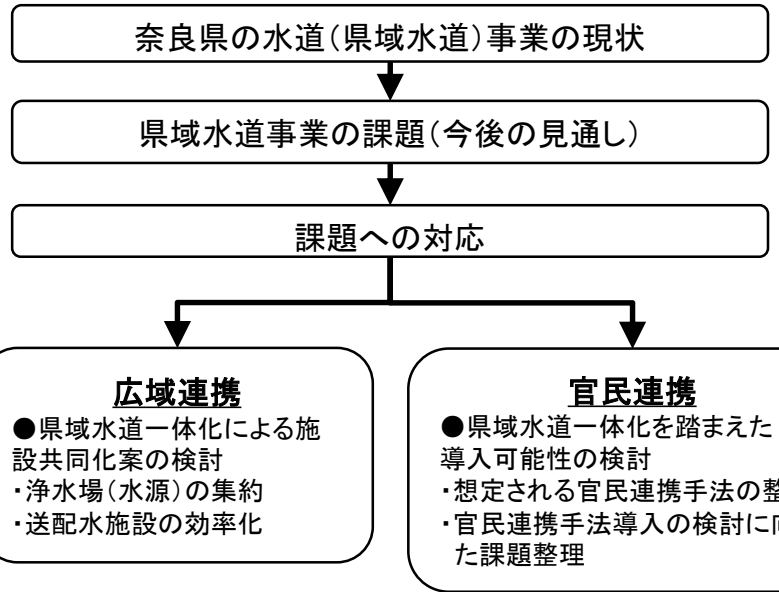 奈良県の水道（県域水道）事業の現状
県域水道事業の課題（今後の見通し）
課題への対応
広域連携
●県域水道一体化による施
設共同化案の検討
・浄水場（水源）の集約
・送配水施設の効率化
官民連携
●県域水道一体化を踏まえた
導入可能性の検討
・想定される官民連携手法の整
・官民連携手法導入の検討に
た課題整理